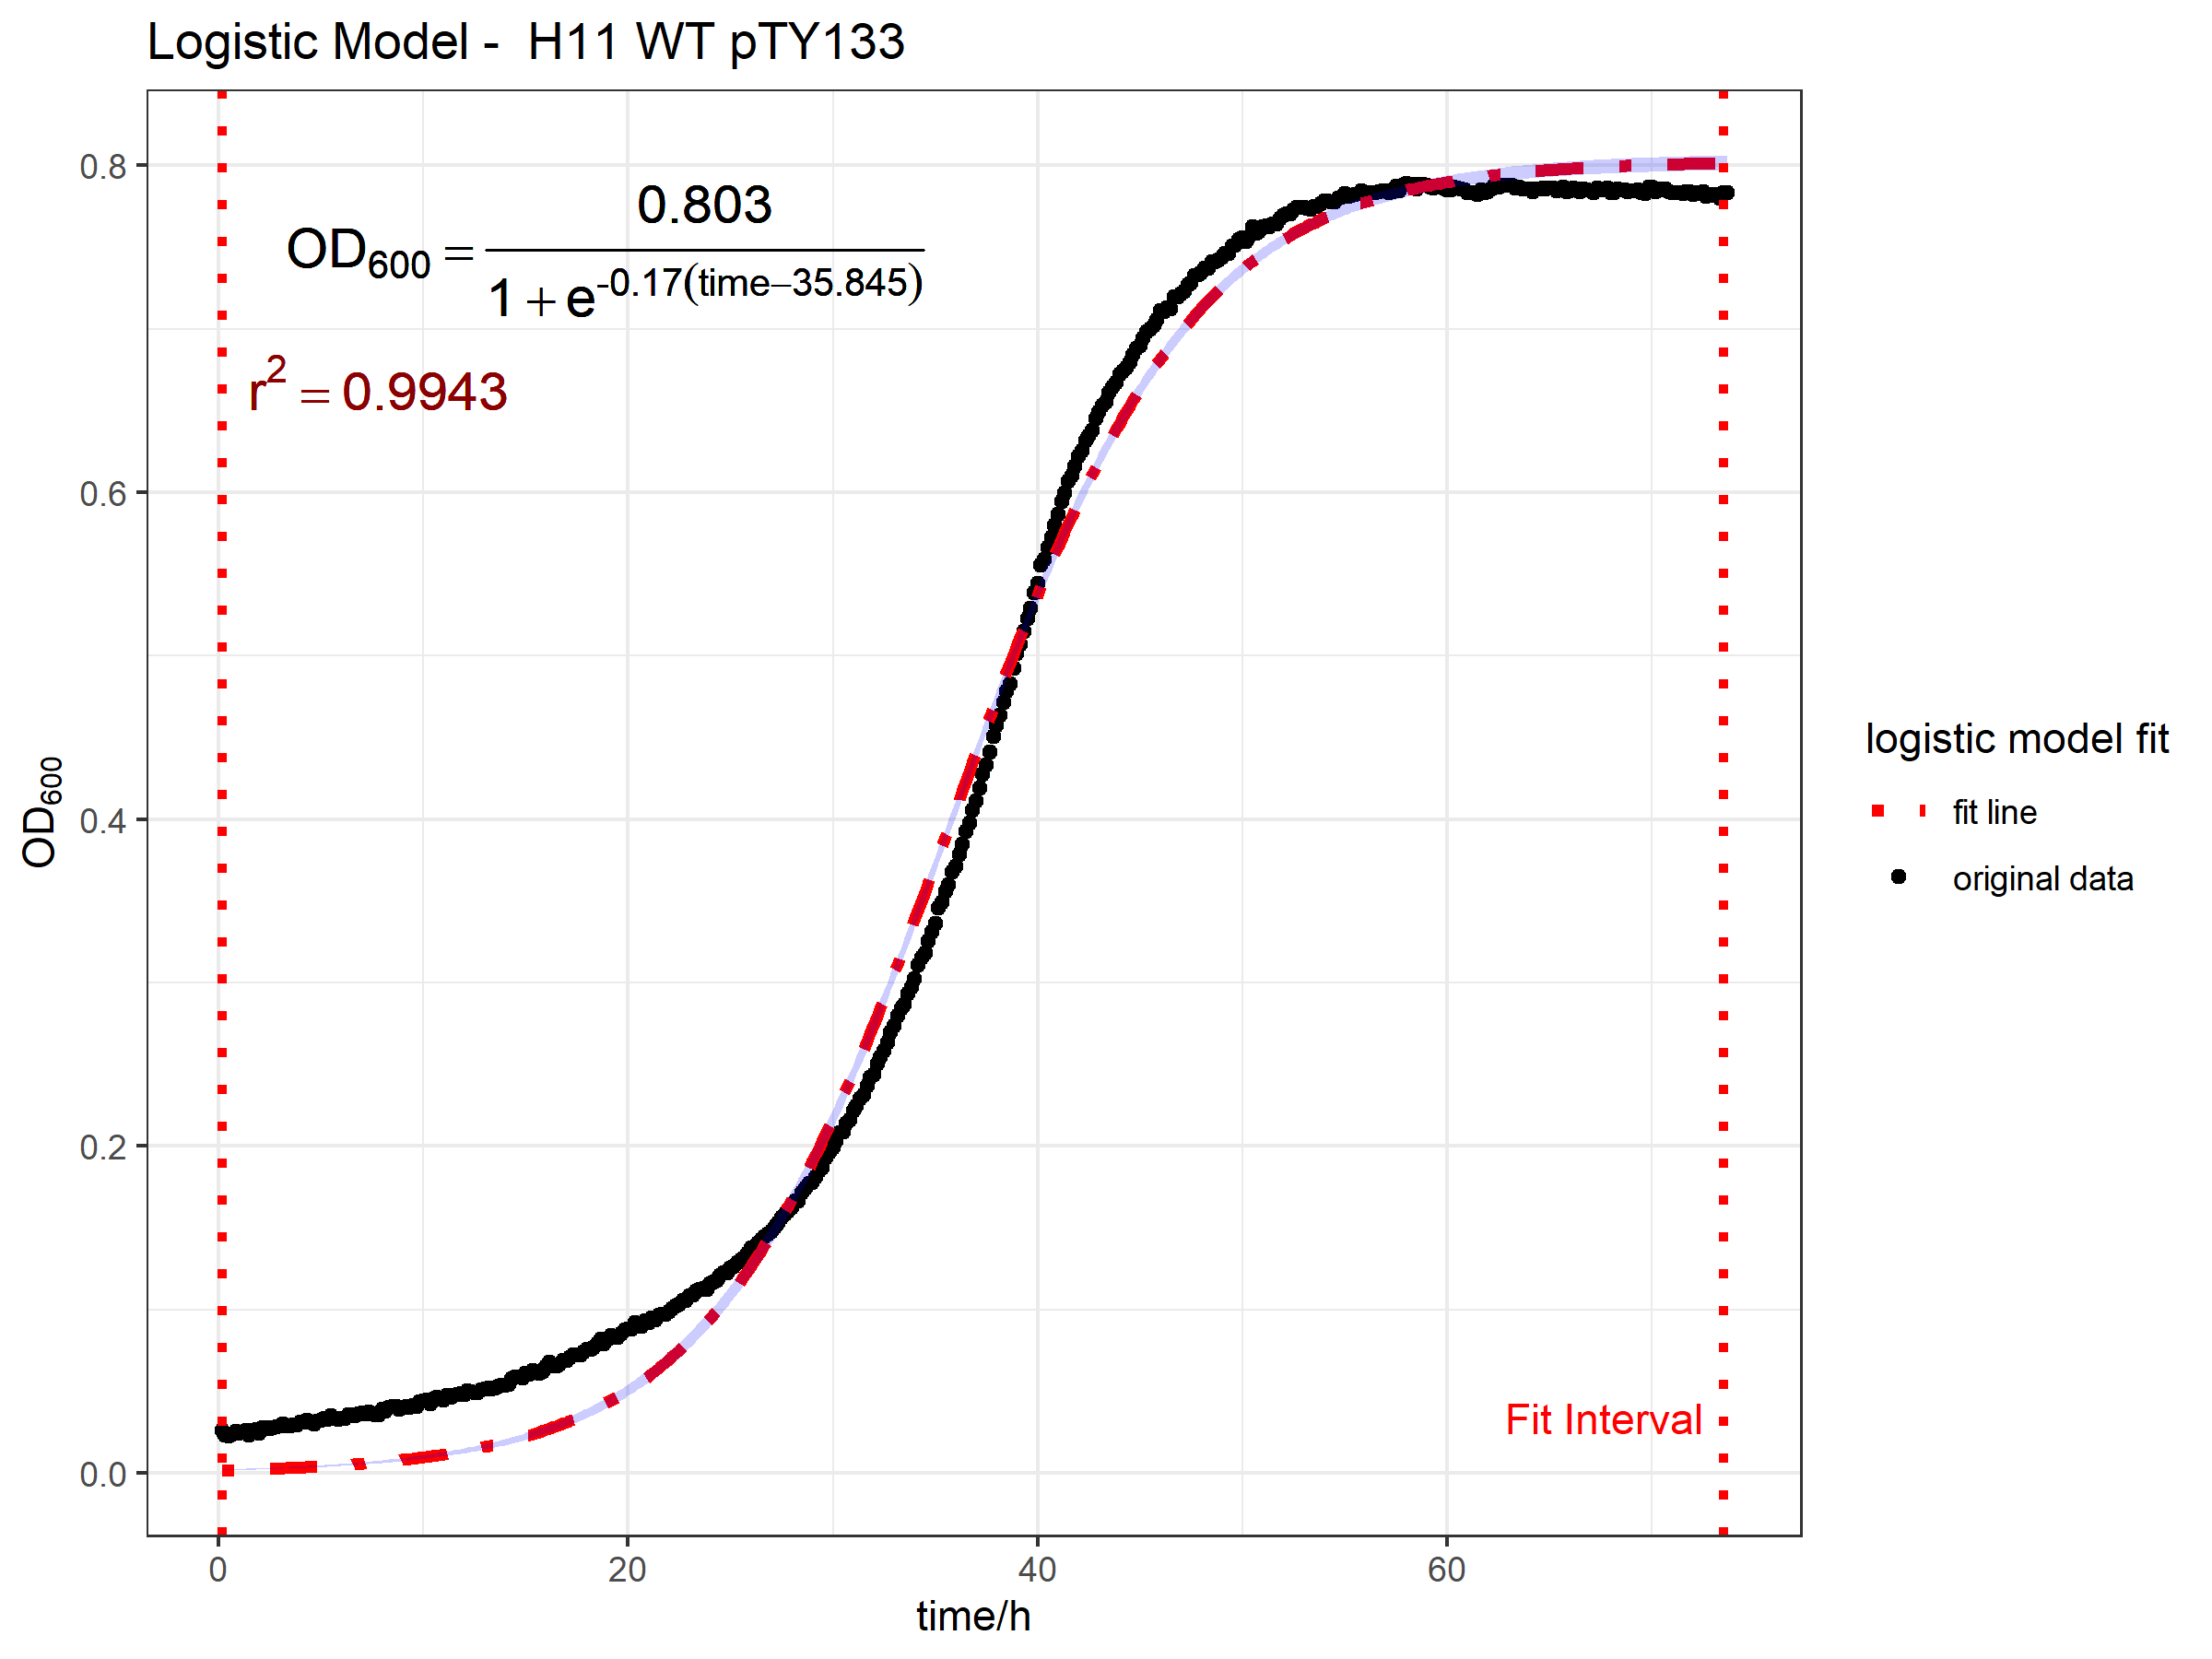 Logistic Model -  H11 WT pTY133
OD₆₀₀ = 0.803 / 1 + e^-0.17(time−35.845)
r² = 0.9943
0.8
0.6
0.4
0.2
0.0
OD₆₀₀
0 20 40 60
time/h
Fit Interval
logistic model fit
fit line
original data